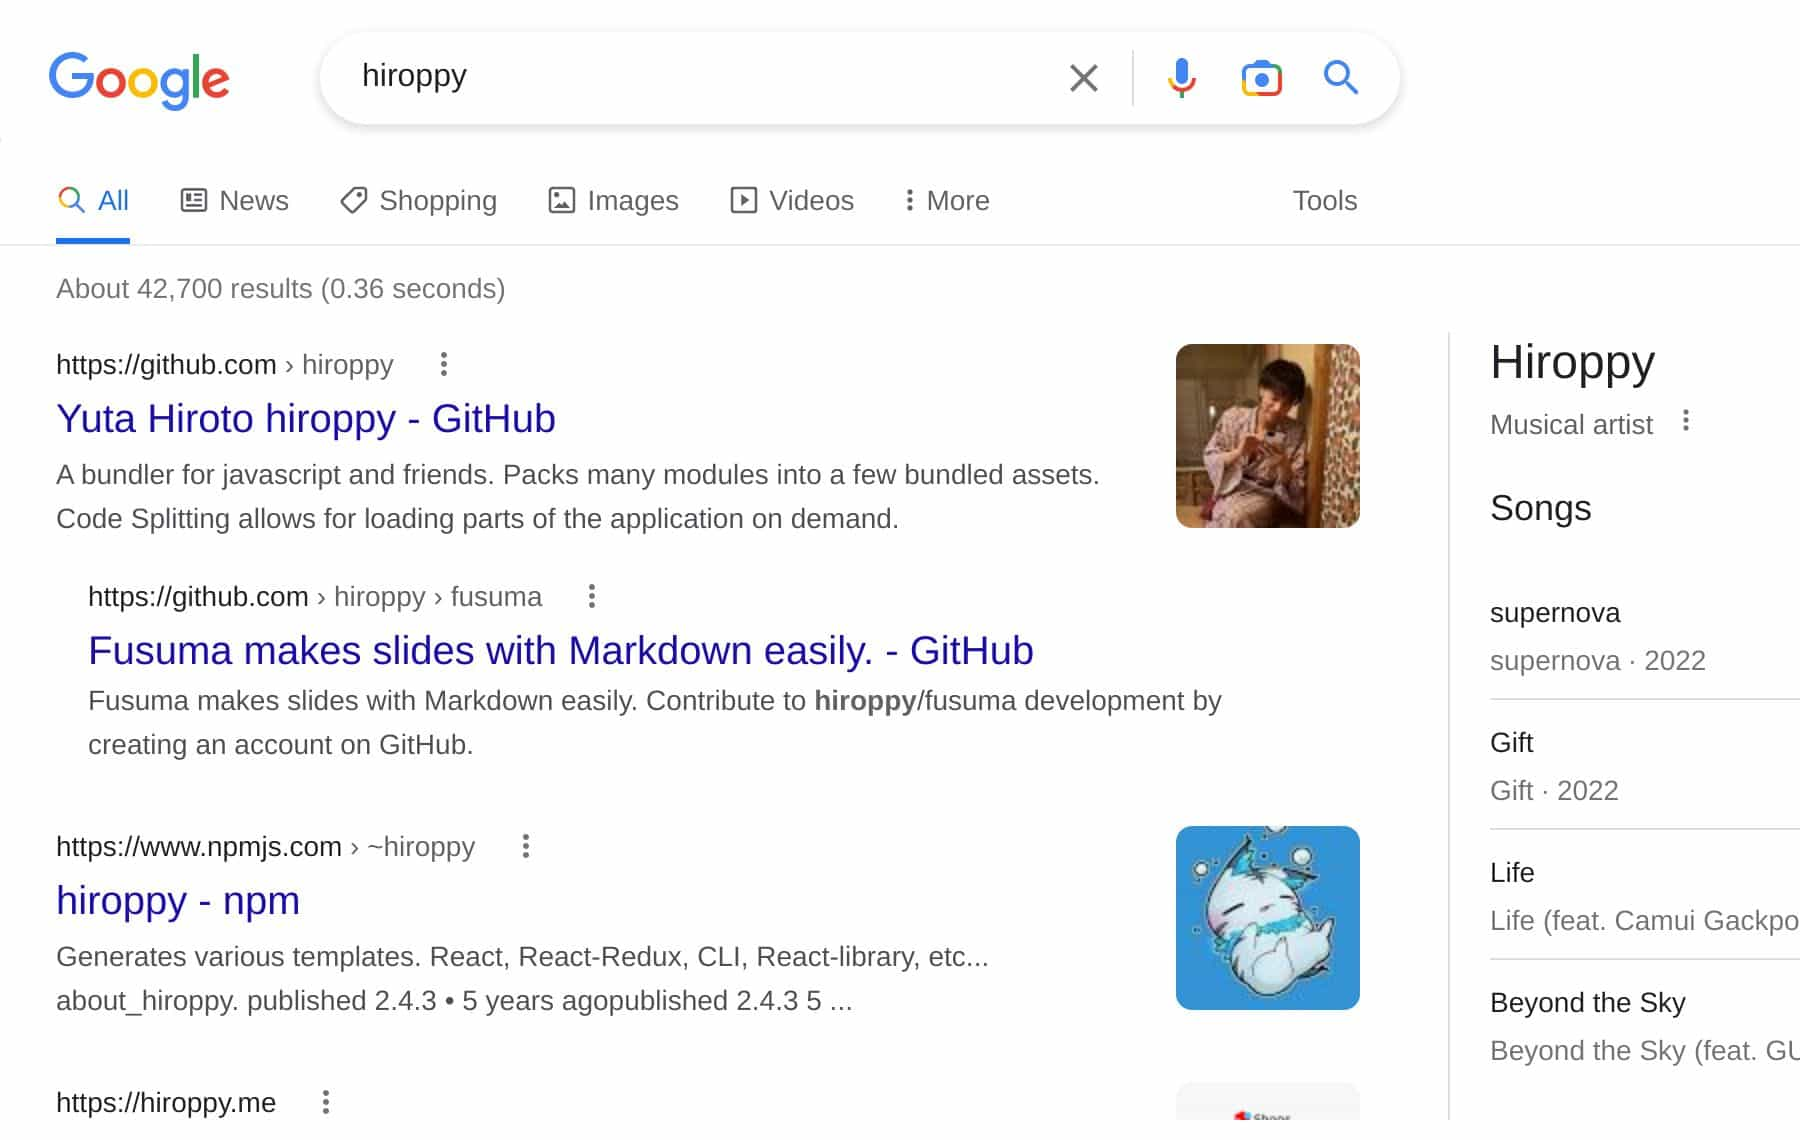 Google
hiroppy
All
News
Shopping
Images
Videos
More
Tools
About 42,700 results (0.36 seconds)
https://github.com › hiroppy
Yuta Hiroto hiroppy - GitHub
A bundler for javascript and friends. Packs many modules into a few bundled assets.
Code Splitting allows for loading parts of the application on demand.
https://github.com › hiroppy › fusuma
Fusuma makes slides with Markdown easily. - GitHub
Fusuma makes slides with Markdown easily. Contribute to hiroppy/fusuma development by
creating an account on GitHub.
https://www.npmjs.com › ~hiroppy
hiroppy - npm
Generates various templates. React, React-Redux, CLI, React-library, etc...
about_hiroppy. published 2.4.3 • 5 years agopublished 2.4.3 5 ...
https://hiroppy.me
Hiroppy
Musical artist
Songs
supernova
supernova · 2022
Gift
Gift · 2022
Life
Life (feat. Camui Gackpo
Beyond the Sky
Beyond the Sky (feat. GU